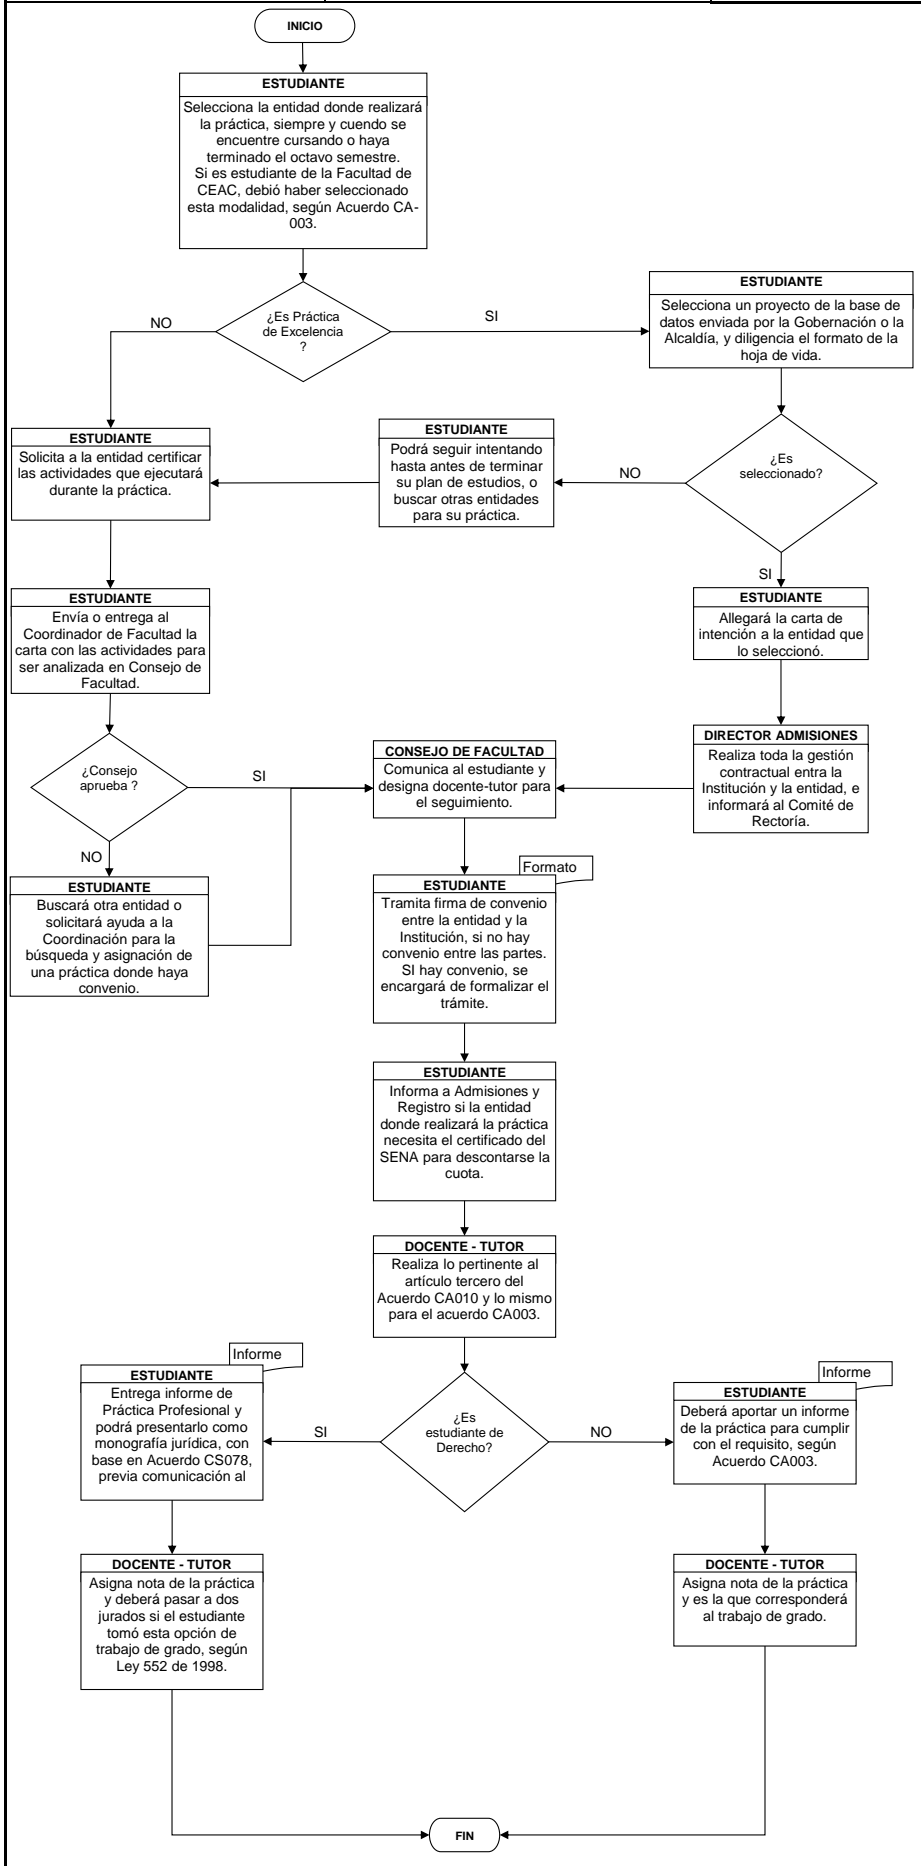 INICIO
ESTUDIANTE
Selecciona la entidad donde realizará
la práctica, siempre y cuendo se
encuentre cursando o haya
terminado el octavo semestre.
Si es estudiante de la Facultad de
CEAC, debió haber seleccionado
esta modalidad, según Acuerdo CA-
003.
¿Es Práctica
de Excelencia
?
NO
SI
ESTUDIANTE
Selecciona un proyecto de la base de
datos enviada por la Gobernación o la
Alcaldía, y diligencia el formato de la
hoja de vida.
¿Es
seleccionado?
NO
SI
ESTUDIANTE
Podrá seguir intentando
hasta antes de terminar
su plan de estudios, o
buscar otras entidades
para su práctica.
ESTUDIANTE
Solicita a la entidad certificar
las actividades que ejecutará
durante la práctica.
ESTUDIANTE
Envía o entrega al
Coordinador de Facultad la
carta con las actividades para
ser analizada en Consejo de
Facultad.
ESTUDIANTE
Allegará la carta de
intención a la entidad que
lo seleccionó.
DIRECTOR ADMISIONES
Realiza toda la gestión
contractual entra la
Institución y la entidad, e
informará al Comité de
Rectoría.
¿Consejo
aprueba ?
SI
NO
CONSEJO DE FACULTAD
Comunica al estudiante y
designa docente-tutor para
el seguimiento.
ESTUDIANTE
Buscará otra entidad o
solicitará ayuda a la
Coordinación para la
búsqueda y asignación de
una práctica donde haya
convenio.
Formato
ESTUDIANTE
Tramita firma de convenio
entre la entidad y la
Institución, si no hay
convenio entre las partes.
SI hay convenio, se
encargará de formalizar el
trámite.
ESTUDIANTE
Informa a Admisiones y
Registro si la entidad
donde realizará la práctica
necesita el certificado del
SENA para descontarse la
cuota.
DOCENTE - TUTOR
Realiza lo pertinente al
artículo tercero del
Acuerdo CA010 y lo mismo
para el acuerdo CA003.
¿Es
estudiante de
Derecho?
SI
NO
Informe
ESTUDIANTE
Entrega informe de
Práctica Profesional y
podrá presentarlo como
monografía jurídica, con
base en Acuerdo CS078,
previa comunicación al
Informe
ESTUDIANTE
Deberá aportar un informe
de la práctica para cumplir
con el requisito, según
Acuerdo CA003.
DOCENTE - TUTOR
Asigna nota de la práctica
y deberá pasar a dos
jurados si el estudiante
tomó esta opción de
trabajo de grado, según
Ley 552 de 1998.
DOCENTE - TUTOR
Asigna nota de la práctica
y es la que corresponderá
al trabajo de grado.
FIN